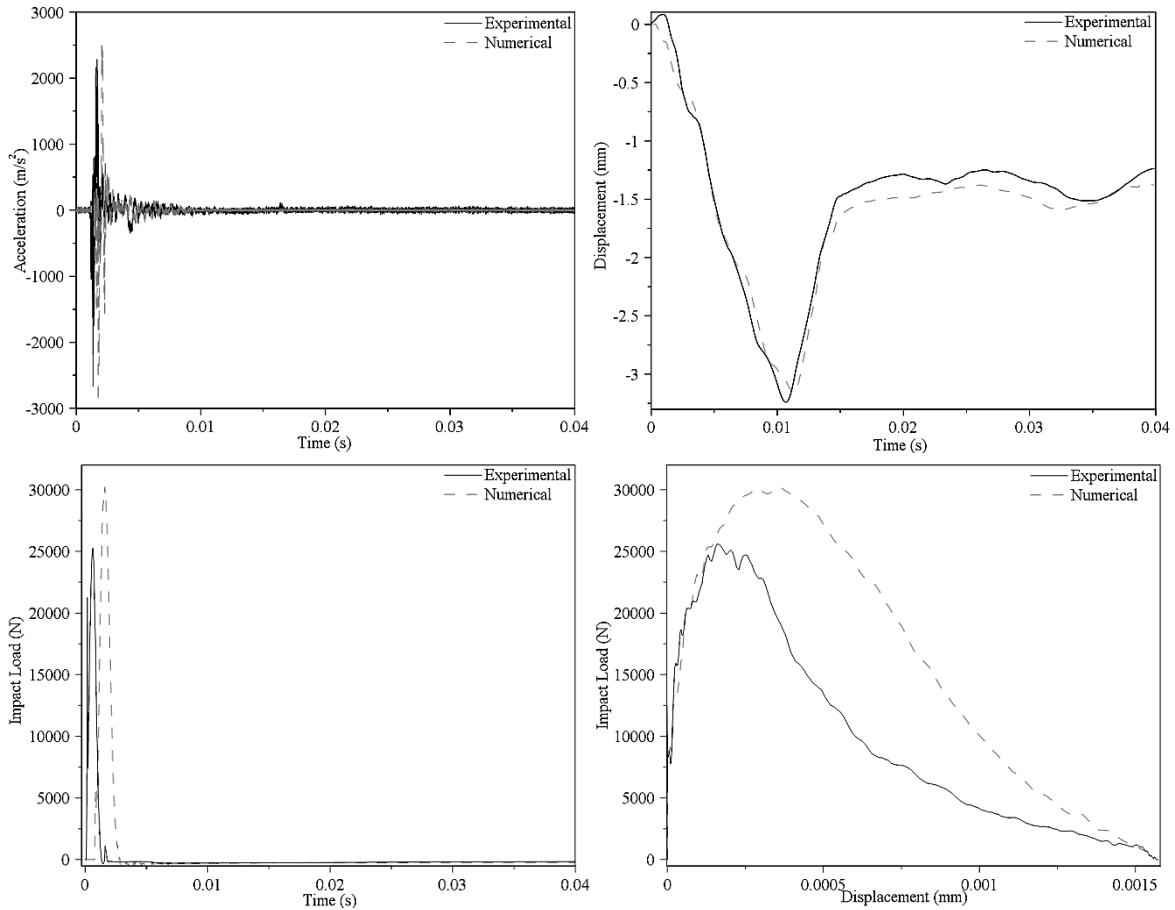 3000
2000
1000
0
-1000
-2000
-3000
Acceleration (m/s²)
Experimental
Numerical
0
0.01
0.02
0.03
0.04
Time (s)
0
-0.5
-1
-1.5
-2
-2.5
-3
Displacement (mm)
Experimental
Numerical
0
0.01
0.02
0.03
0.04
Time (s)
30000
25000
20000
15000
10000
5000
0
Impact Load (N)
Experimental
Numerical
0
0.01
0.02
0.03
0.04
Time (s)
30000
25000
20000
15000
10000
5000
0
Impact Load (N)
Experimental
Numerical
0
0.0005
0.001
0.0015
Displacement (mm)